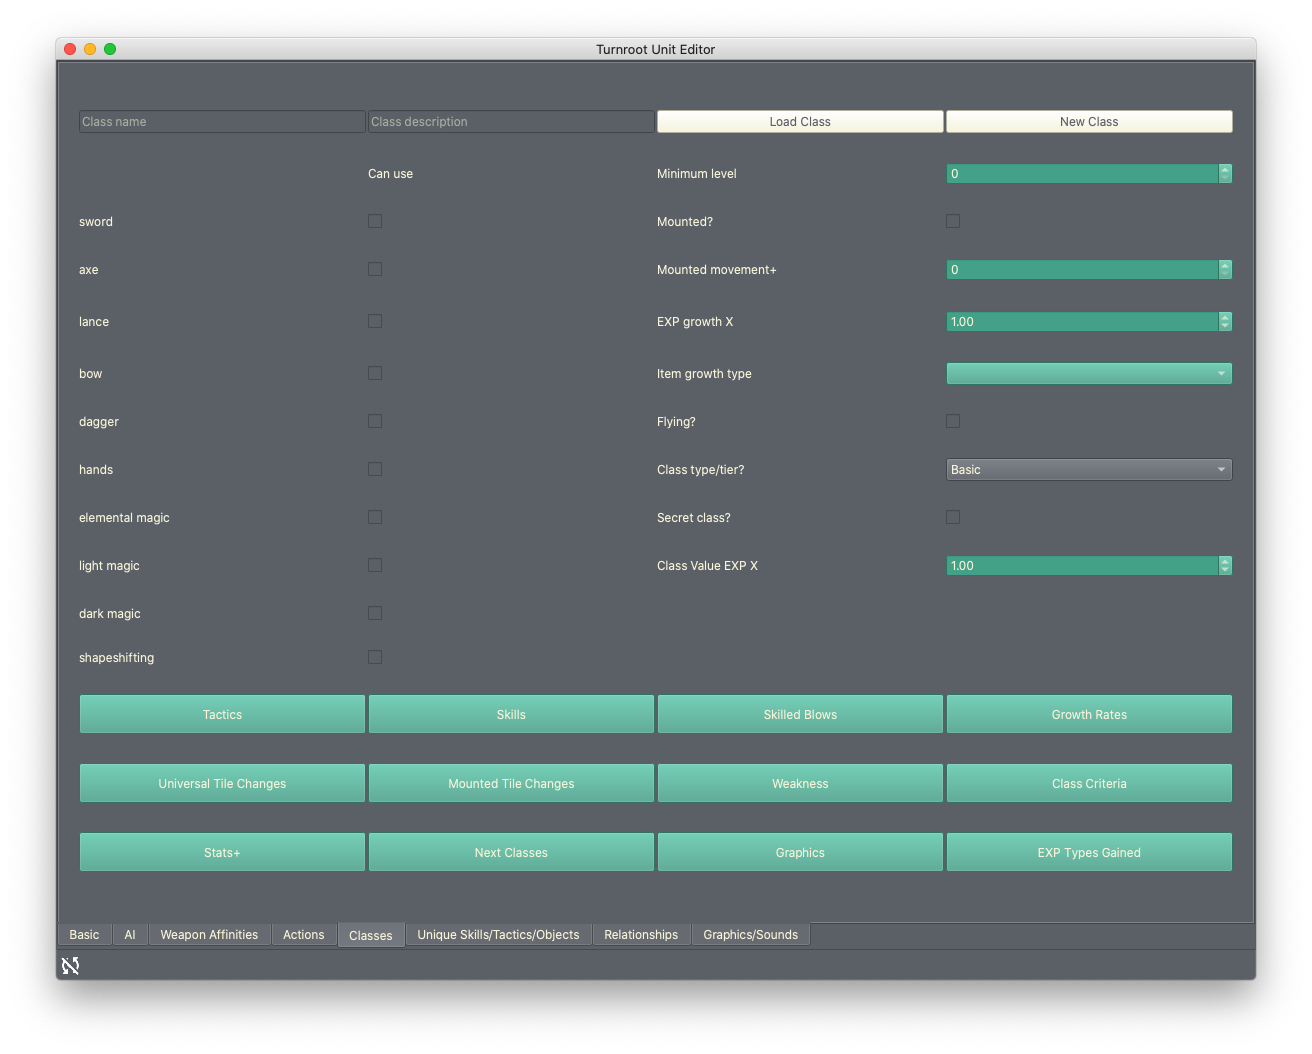 Turnroot Unit Editor
Class name Class description Load Class New Class
Can use Minimum level 0
sword Mounted?
axe Mounted movement+ 0
lance EXP growth X 1.00
bow Item growth type
dagger Flying?
hands Class type/tier? Basic
elemental magic Secret class?
light magic Class Value EXP X 1.00
dark magic
shapeshifting
Tactics Skills Skilled Blows Growth Rates
Universal Tile Changes Mounted Tile Changes Weakness Class Criteria
Stats+ Next Classes Graphics EXP Types Gained
Basic AI Weapon Affinities Actions Classes Unique Skills/Tactics/Objects Relationships Graphics/Sounds